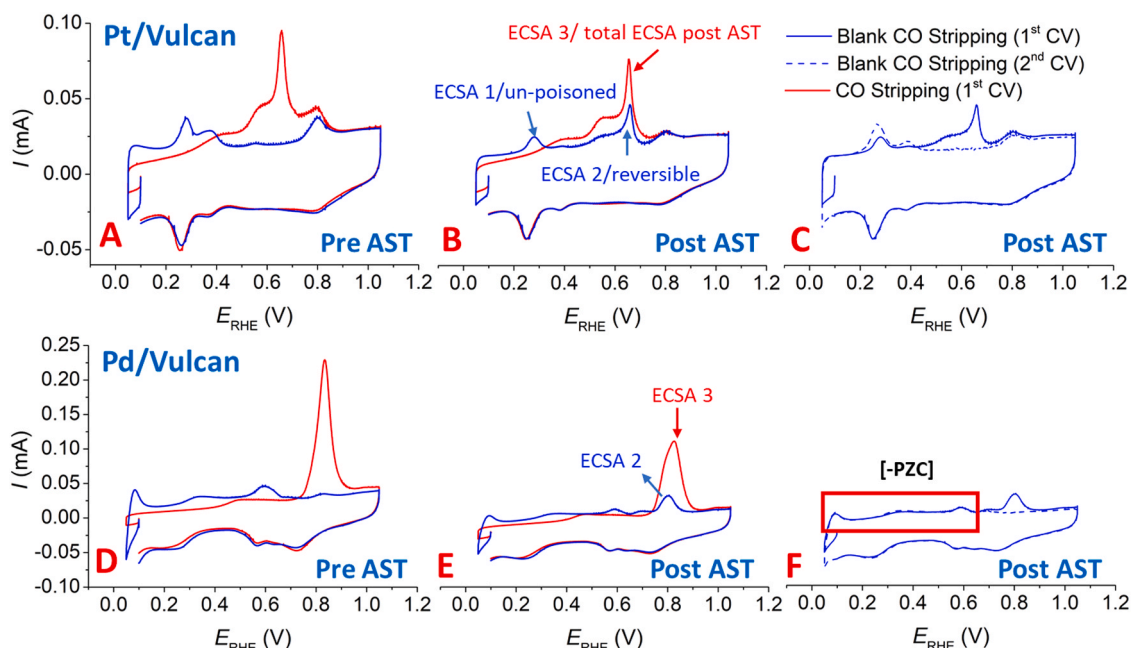 Pt/Vulcan
ECSA 3/ total ECSA post AST
ECSA 1/un-poisoned
ECSA 2/reversible
Blank CO Stripping (1st CV)
Blank CO Stripping (2nd CV)
CO Stripping (1st CV)
I (mA)
0.10
0.05
0.00
-0.05
A
Pre AST
B
Post AST
C
Post AST
0.0 0.2 0.4 0.6 0.8 1.0 1.2
0.0 0.2 0.4 0.6 0.8 1.0 1.2
0.0 0.2 0.4 0.6 0.8 1.0 1.2
ERHE (V)
ERHE (V)
ERHE (V)
Pd/Vulcan
I (mA)
0.25
0.20
0.15
0.10
0.05
0.00
-0.05
-0.10
ECSA 3
ECSA 2
[-PZC]
D
Pre AST
E
Post AST
F
Post AST
0.0 0.2 0.4 0.6 0.8 1.0 1.2
0.0 0.2 0.4 0.6 0.8 1.0 1.2
0.0 0.2 0.4 0.6 0.8 1.0 1.2
ERHE (V)
ERHE (V)
ERHE (V)